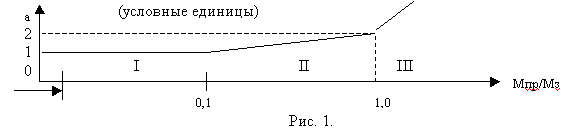 (условные единицы)
а
2
1
0
I
II
III
0,1
1,0
Мпр/Мз
Рис. 1.